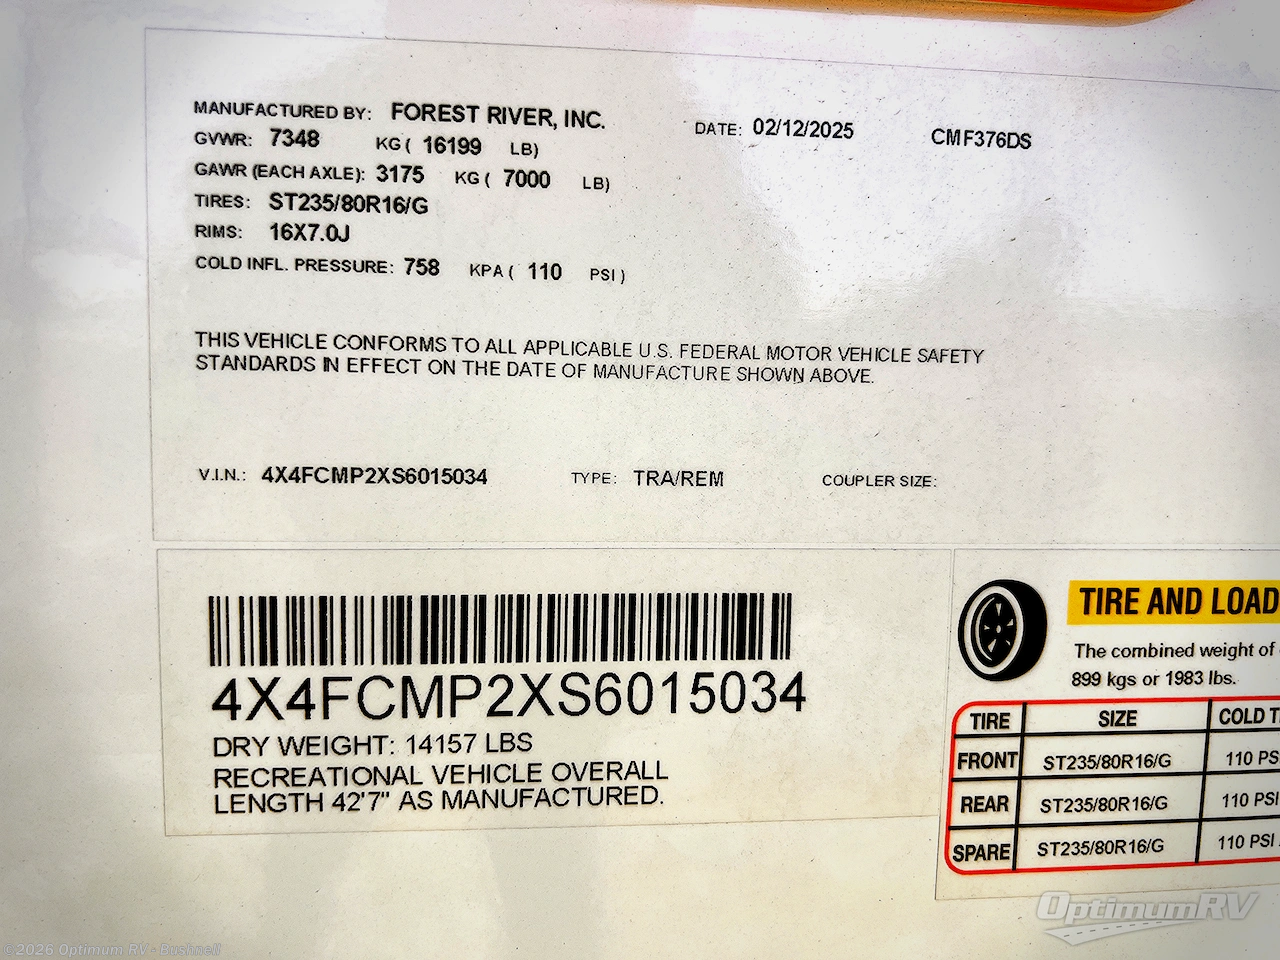 MANUFACTURED BY: FOREST RIVER, INC. DATE: 02/12/2025 CMF376DS
GVWR: 7348 KG ( 16199 LB)
GAWR (EACH AXLE): 3175 KG ( 7000 LB)
TIRES: ST235/80R16/G
RIMS: 16X7.0J
COLD INFL. PRESSURE: 758 KPA ( 110 PSI )
THIS VEHICLE CONFORMS TO ALL APPLICABLE U.S. FEDERAL MOTOR VEHICLE SAFETY
STANDARDS IN EFFECT ON THE DATE OF MANUFACTURE SHOWN ABOVE.
V.I.N.: 4X4FCMP2XS6015034 TYPE: TRA/REM COUPLER SIZE:
4X4FCMP2XS6015034
DRY WEIGHT: 14157 LBS
RECREATIONAL VEHICLE OVERALL
LENGTH 42'7" AS MANUFACTURED.
TIRE AND LOAD
The combined weight of
899 kgs or 1983 lbs.
TIRE SIZE COLD
FRONT ST235/80R16/G 110 PS
REAR ST235/80R16/G 110 PSI
SPARE ST235/80R16/G 110 PSI
OptimumRV
©2026 Optimum RV - Bushnell